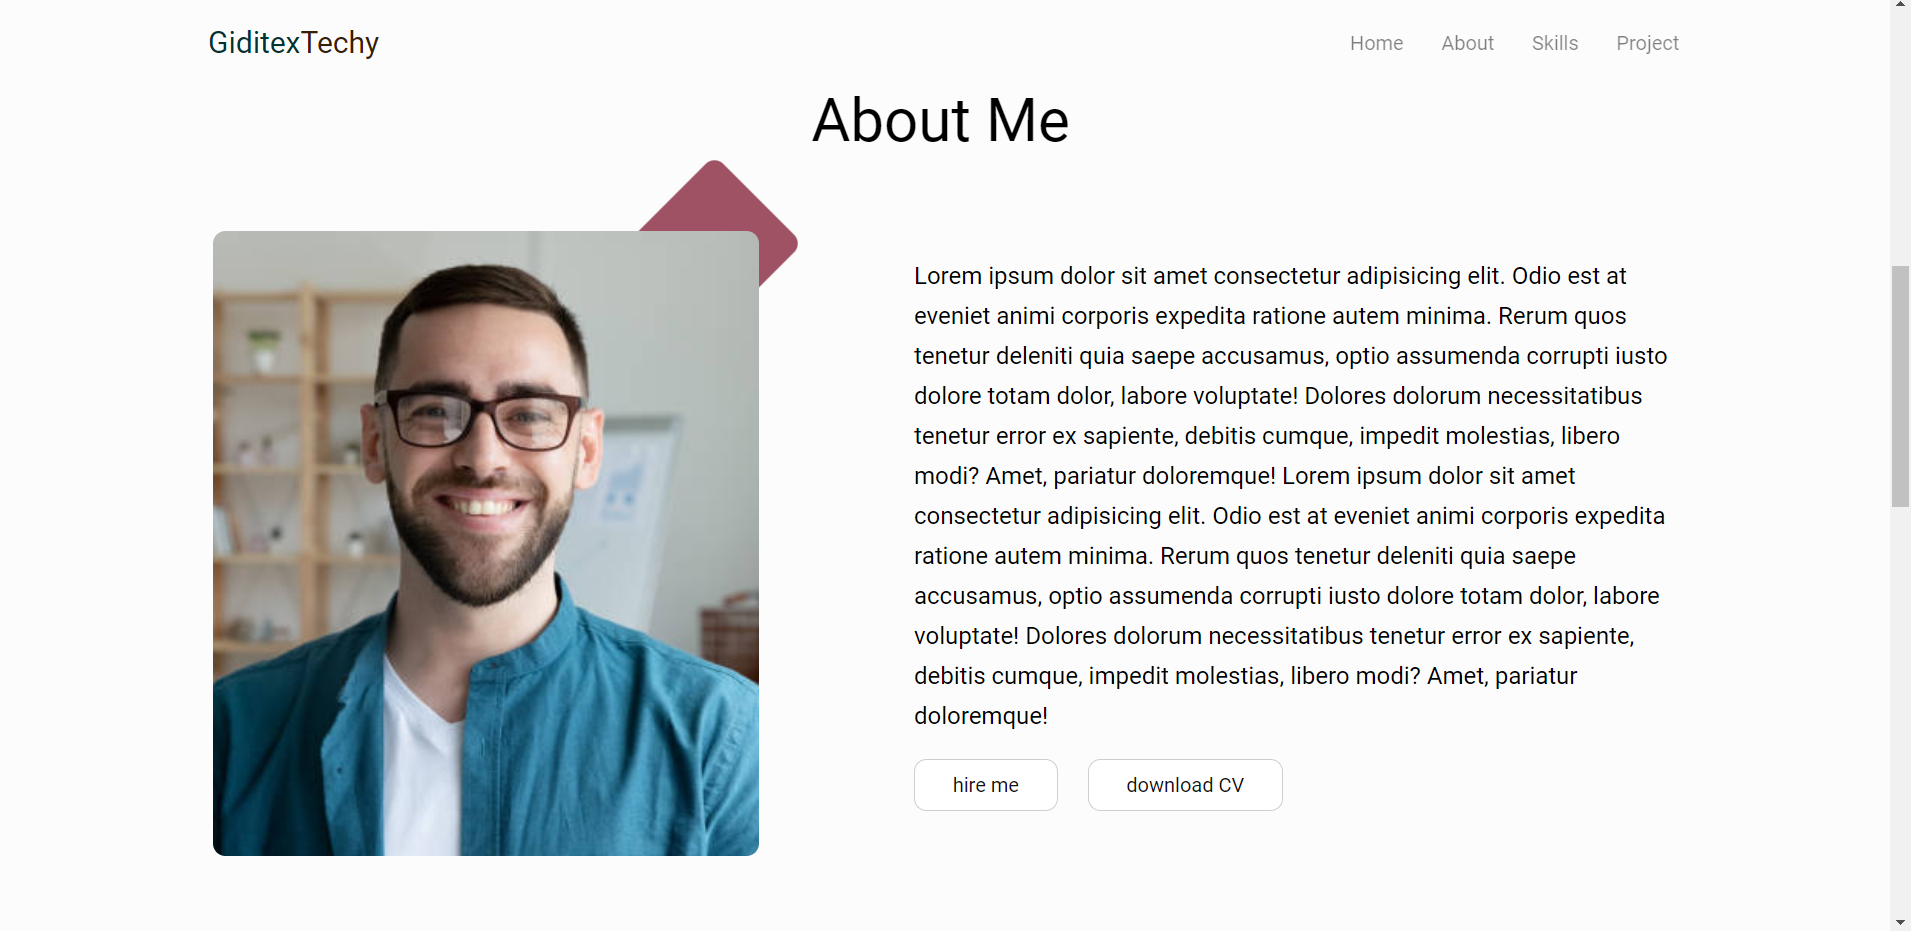 GiditexTechy
Home About Skills Project
About Me
Lorem ipsum dolor sit amet consectetur adipisicing elit. Odio est at
eveniet animi corporis expedita ratione autem minima. Rerum quos
tenetur deleniti quia saepe accusamus, optio assumenda corrupti iusto
dolore totam dolor, labore voluptate! Dolores dolorum necessitatibus
tenetur error ex sapiente, debitis cumque, impedit molestias, libero
modi? Amet, pariatur doloremque! Lorem ipsum dolor sit amet
consectetur adipisicing elit. Odio est at eveniet animi corporis expedita
ratione autem minima. Rerum quos tenetur deleniti quia saepe
accusamus, optio assumenda corrupti iusto dolore totam dolor, labore
voluptate! Dolores dolorum necessitatibus tenetur error ex sapiente,
debitis cumque, impedit molestias, libero modi? Amet, pariatur
doloremque!
hire me
download CV